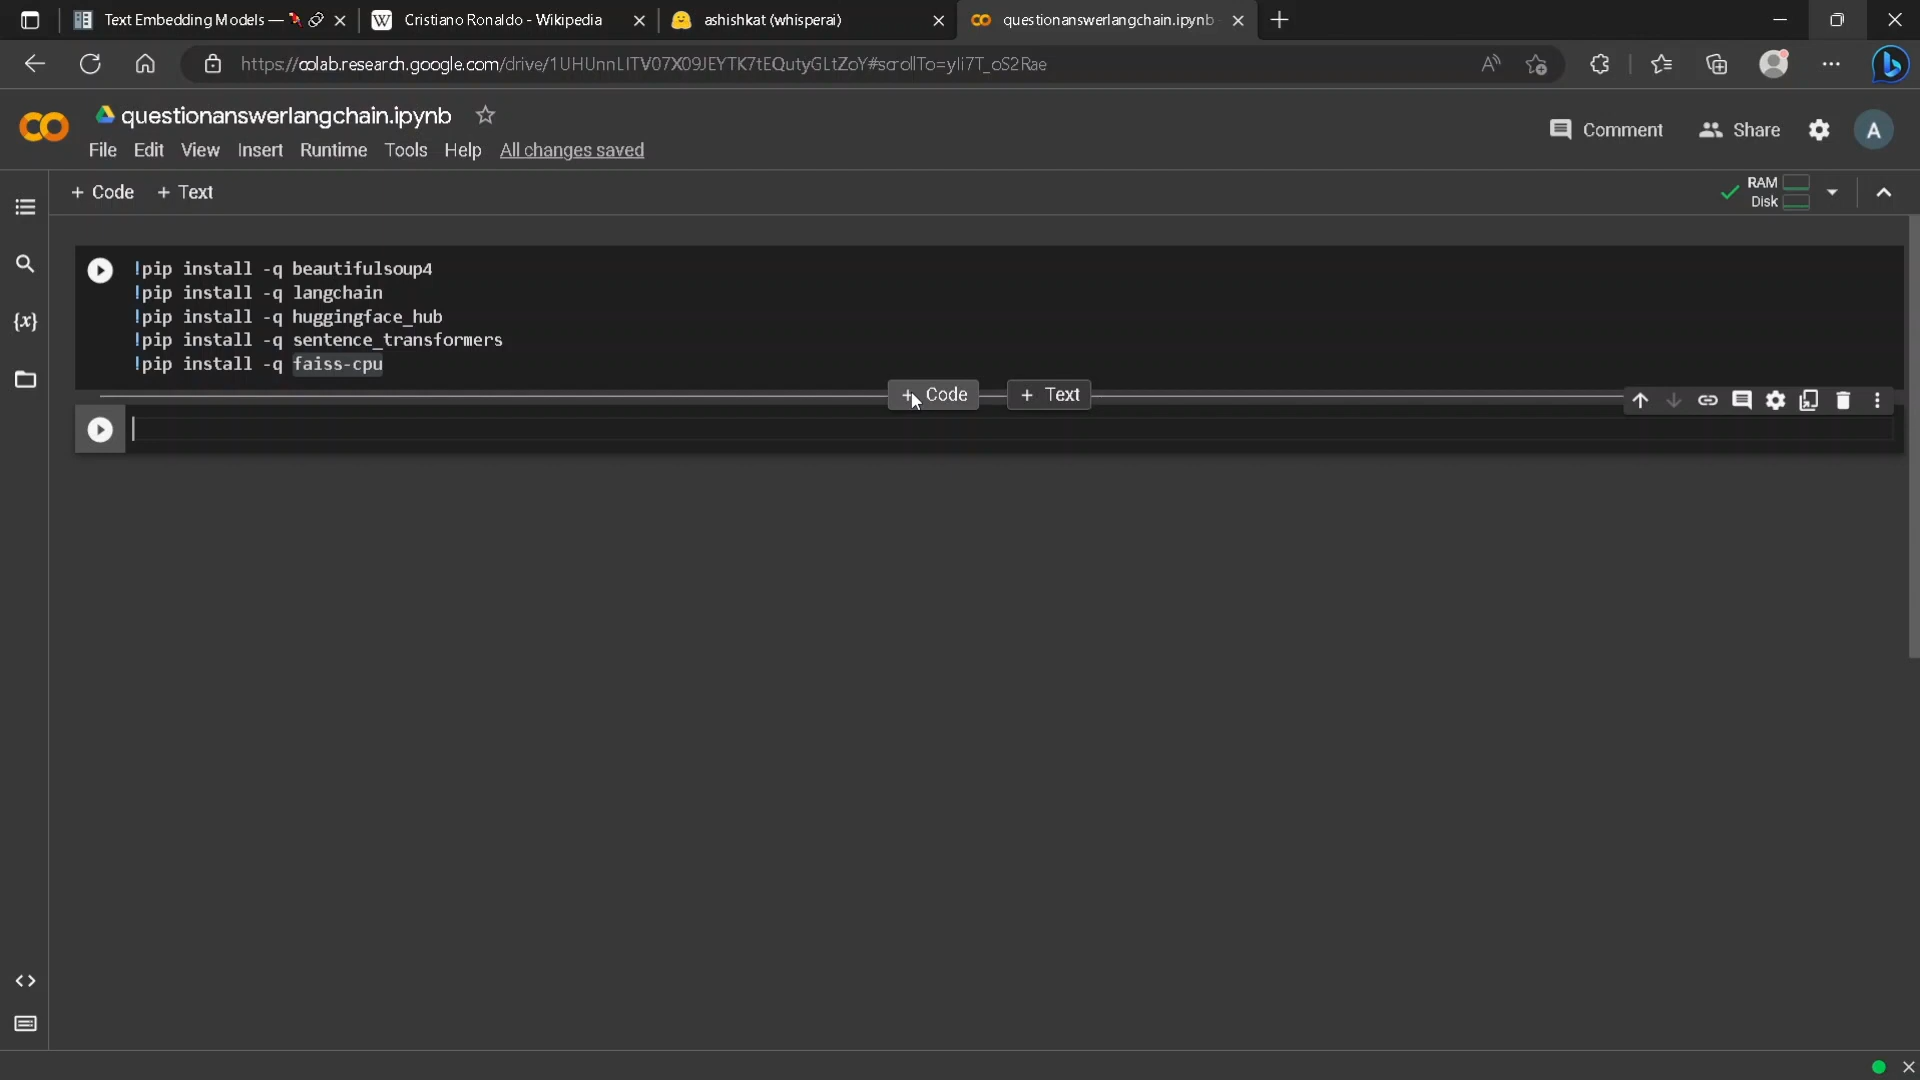 Text Embedding Models —
Cristiano Ronaldo - Wikipedia
ashishkat (whisperai)
questionanswerlangchain.ipynb
https://colab.research.google.com/drive/1UHUnnLITV07X09JEYTK7tEQutyGLtZoY#scrollTo=yli7T_oS2Rae
questionanswerlangchain.ipynb
Comment
Share
A
File Edit View Insert Runtime Tools Help All changes saved
+ Code + Text
RAM
Disk
!pip install -q beautifulsoup4
!pip install -q langchain
!pip install -q huggingface_hub
!pip install -q sentence_transformers
!pip install -q faiss-cpu
+ Code + Text